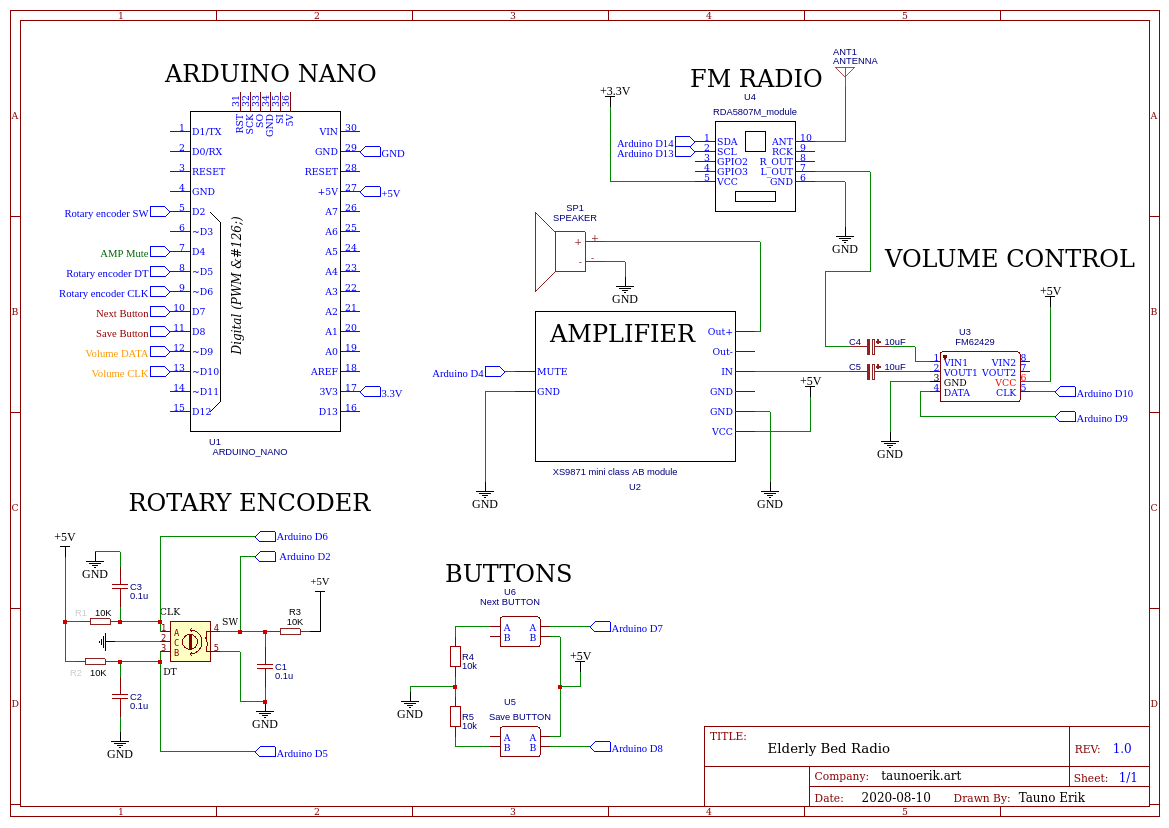 1 2 3 4 5
A A
B B
C C
D D
1 2 3 4 5
ARDUINO NANO
31 32 33 34 35 36
RST SCK SO GND SI 5V
1 D1/TX VIN 30
2 D0/RX GND 29 GND
3 RESET RESET 28
4 GND +5V 27 +5V
Rotary encoder SW 5 D2 A7 26
6 ~D3 A6 25
AMP Mute 7 D4 A5 24
Rotary encoder DT 8 ~D5 A4 23
Rotary encoder CLK 9 ~D6 A3 22
Next Button 10 D7 A2 21
Save Button 11 D8 A1 20
Volume DATA 12 ~D9 A0 19
Volume CLK 13 ~D10 AREF 18
14 ~D11 3V3 17 3.3V
15 D12 D13 16
Digital (PWM &#126;)
U1
ARDUINO_NANO
FM RADIO
ANT1
ANTENNA
+3.3V
U4
RDA5807M_module
Arduino D14 1 SDA ANT 10
Arduino D13 2 SCL RCK 9
3 GPIO2 R_OUT 8
4 GPIO3 L_OUT 7
5 VCC GND 6
GND
SP1
SPEAKER
+ +
- -
GND
AMPLIFIER
Out+
Out-
Arduino D4 MUTE IN
GND GND
GND
VCC
+5V
XS9871 mini class AB module
U2
GND
GND
VOLUME CONTROL
+5V
U3
FM62429
C4 10uF
C5 10uF
1 VIN1 VIN2 8
2 VOUT1 VOUT2 7
3 GND VCC 6
4 DATA CLK 5
Arduino D10
Arduino D9
GND
ROTARY ENCODER
+5V
Arduino D6
Arduino D2
GND
C3
0.1u
+5V
R1 10K
CLK
SW
R3
10K
1 A 4
2 C
3 B 5
R2 10K
DT
C1
0.1u
C2
0.1u
GND
GND
Arduino D5
BUTTONS
U6
Next BUTTON
A A
B B
Arduino D7
R4
10k
+5V
GND
U5
Save BUTTON
R5
10k
A A
B B
Arduino D8
TITLE:
Elderly Bed Radio
REV: 1.0
Company: taunoerik.art
Sheet: 1/1
Date: 2020-08-10 Drawn By: Tauno Erik